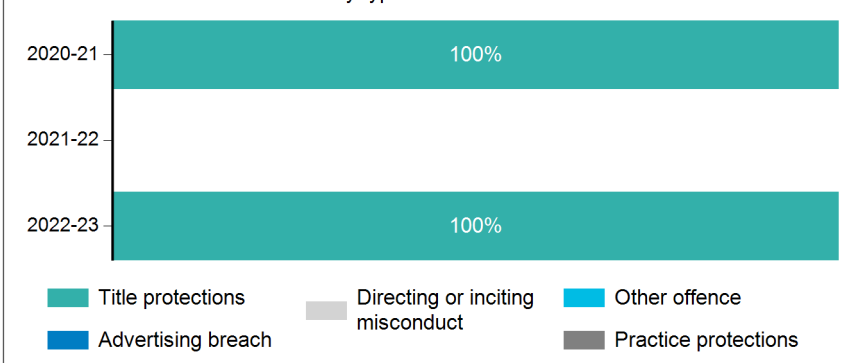 2020-21
100%
2021-22
2022-23
100%
Title protections
Directing or inciting
misconduct
Other offence
Advertising breach
Practice protections